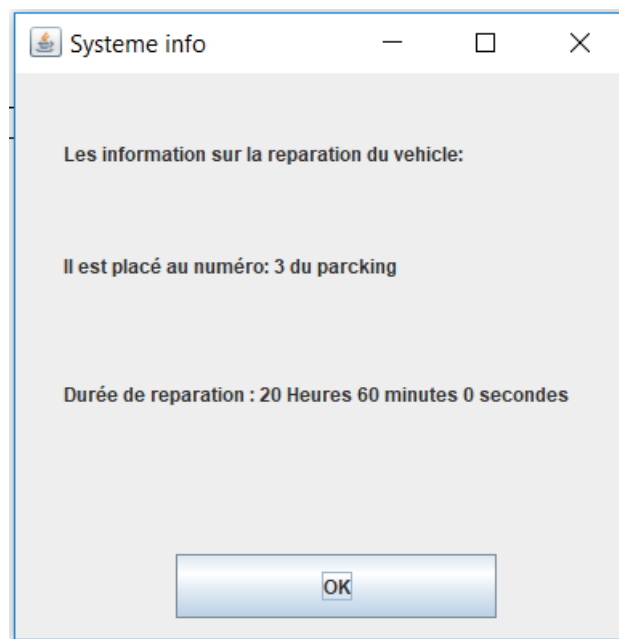 Systeme info
Les information sur la reparation du vehicle:
Il est placé au numéro: 3 du parcking
Durée de reparation : 20 Heures 60 minutes 0 secondes
OK